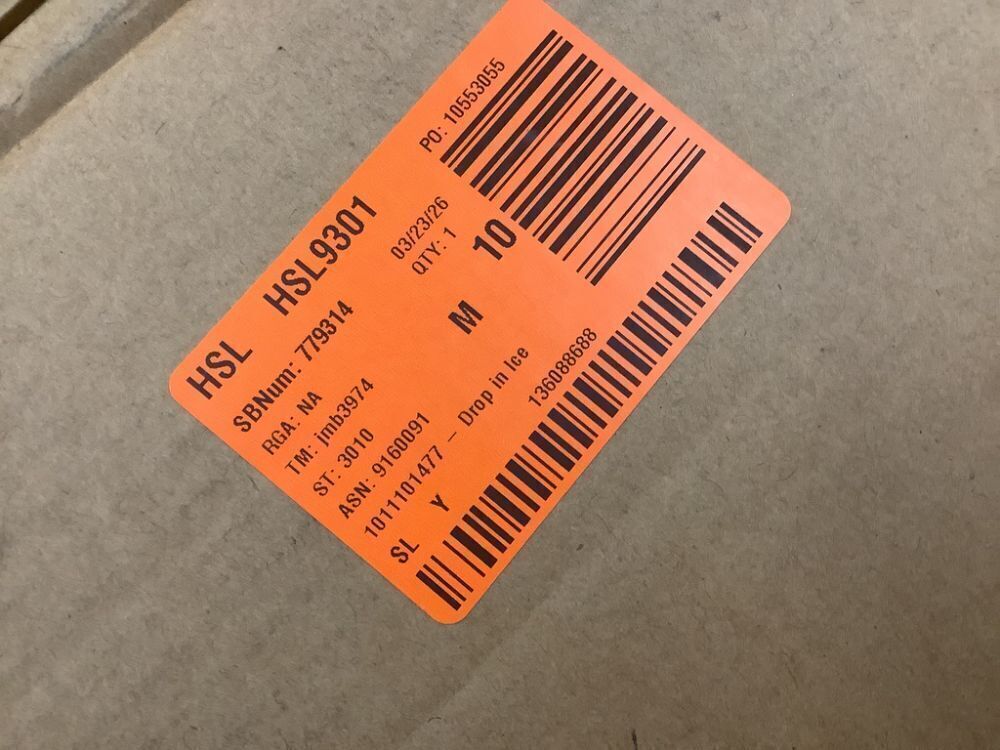 HSL HSL9301 PO: 10553055
SBNum: 779314 03/23/26
RGA: NA QTY: 1
TM: jmb3974 10
ST: 3010 M
ASN: 9160091
1011101477 - Drop in Ice
SL Y 136088688